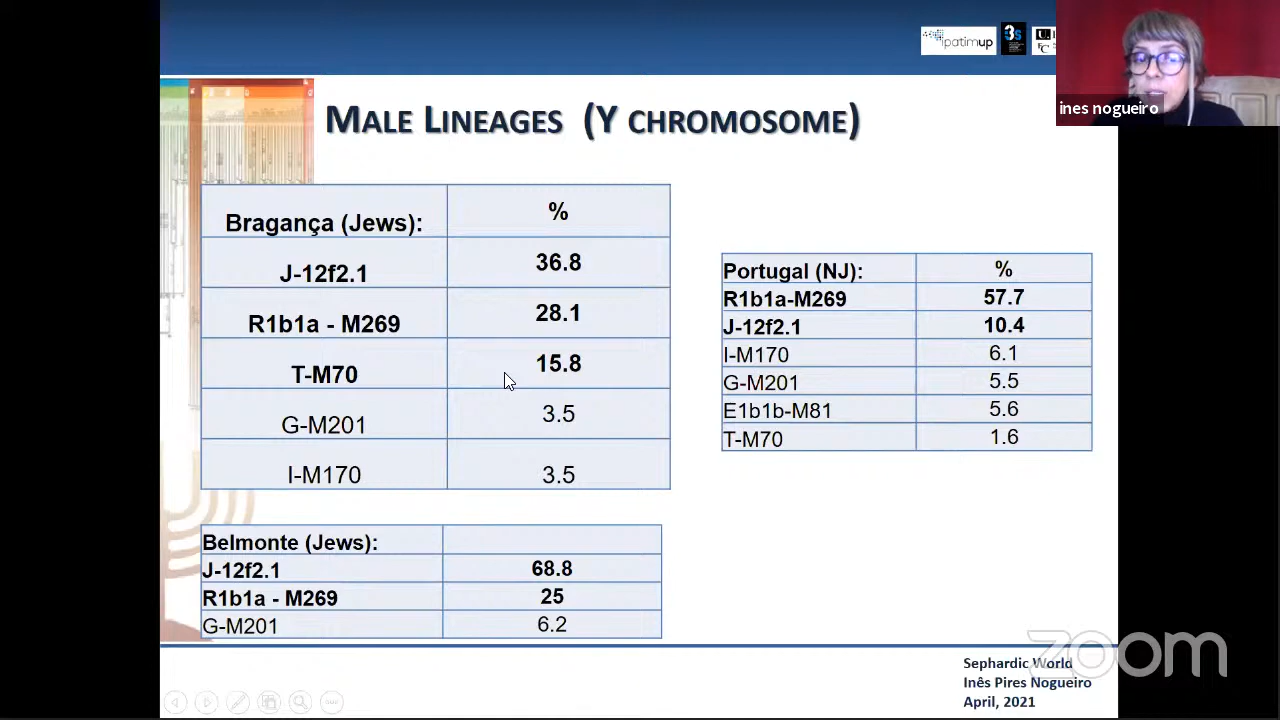 ipatimup
i3s
ines nogueiro
MALE LINEAGES (Y CHROMOSOME)
Bragança (Jews): %
J-12f2.1 36.8
R1b1a - M269 28.1
T-M70 15.8
G-M201 3.5
I-M170 3.5
Portugal (NJ): %
R1b1a-M269 57.7
J-12f2.1 10.4
I-M170 6.1
G-M201 5.5
E1b1b-M81 5.6
T-M70 1.6
Belmonte (Jews):
J-12f2.1 68.8
R1b1a - M269 25
G-M201 6.2
zoom
Sephardic World
Inês Pires Nogueiro
April, 2021